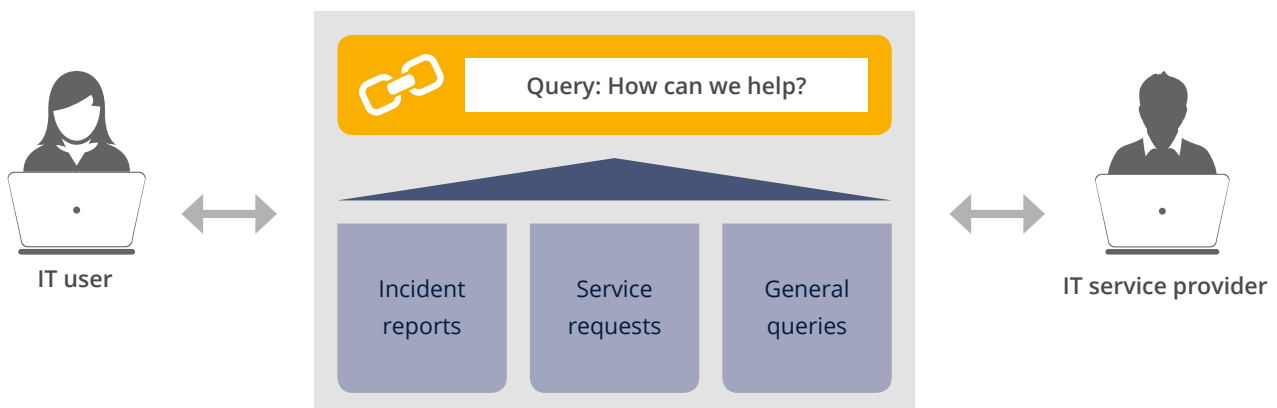 Query: How can we help?
IT user
Incident
reports
Service
requests
General
queries
IT service provider